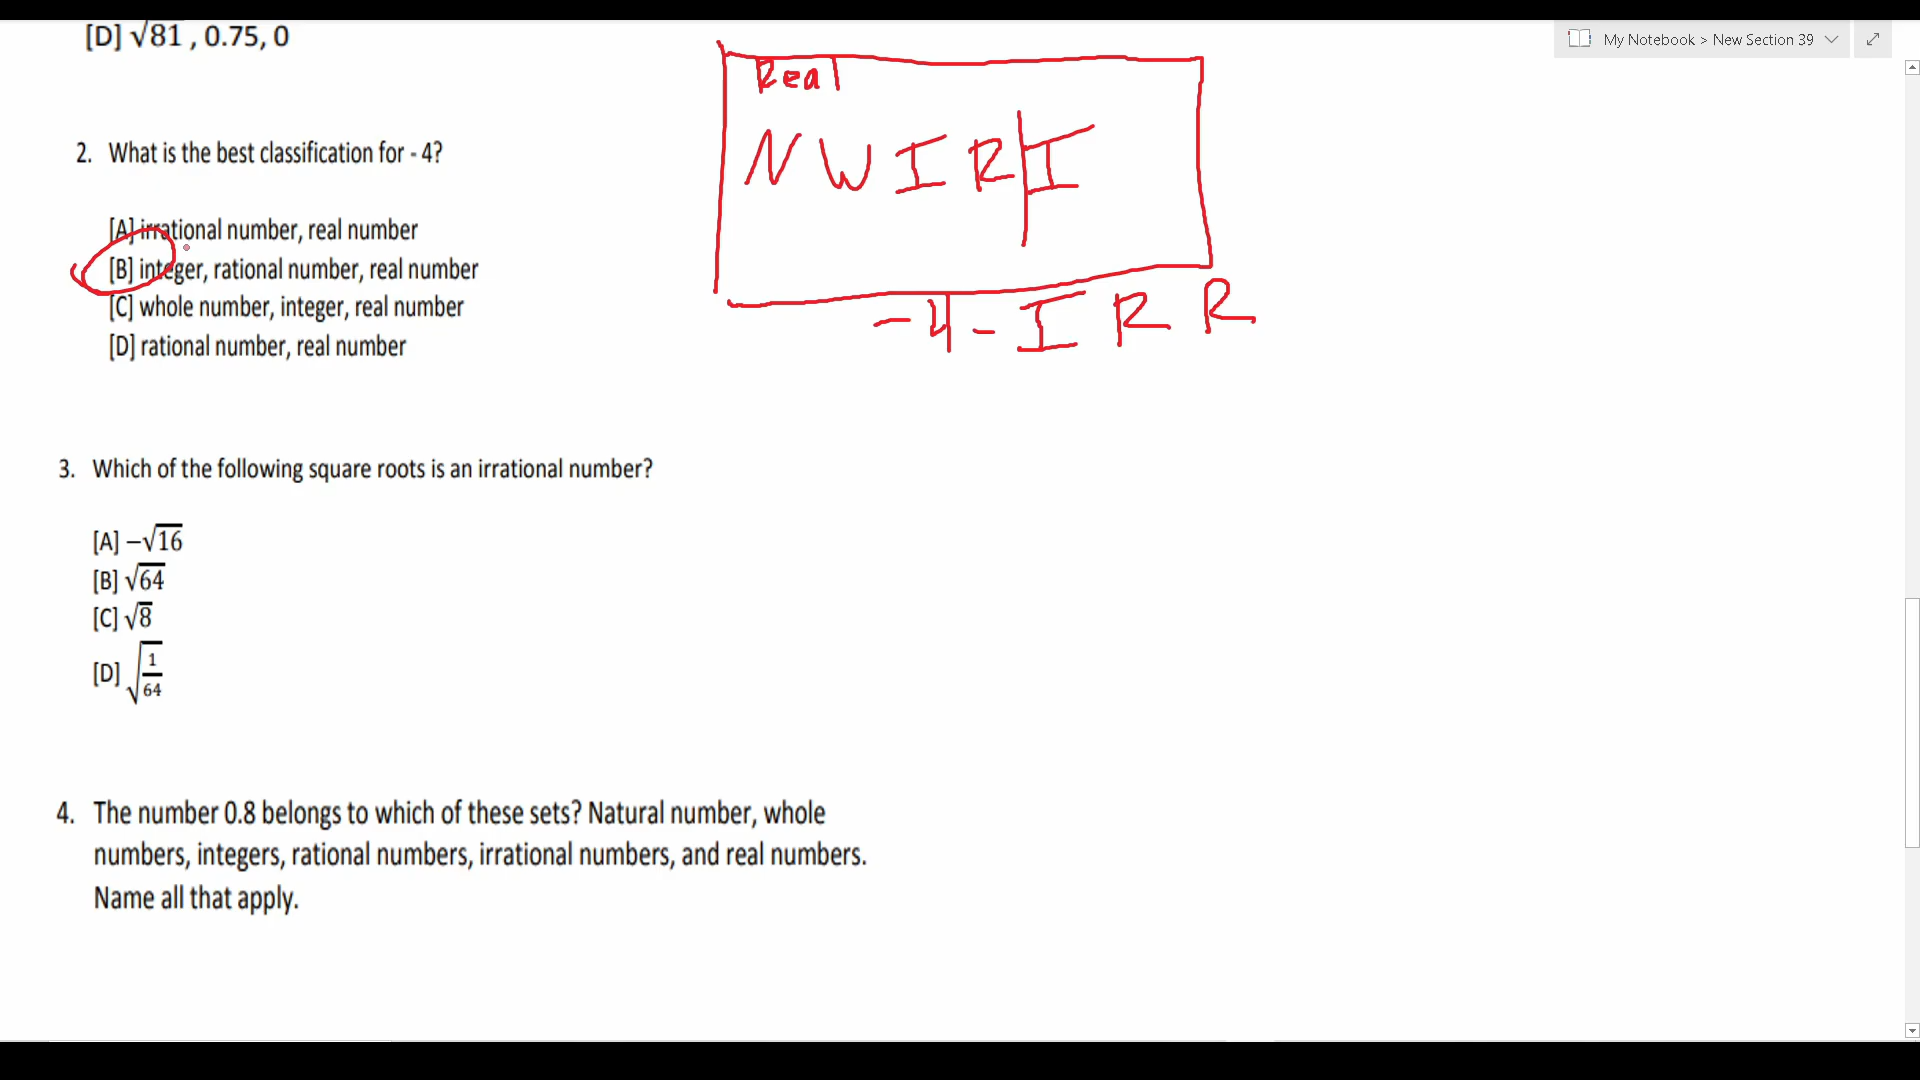 [D] √81 , 0.75, 0
My Notebook > New Section 39
Real
N W I R | I
2. What is the best classification for - 4?
[A] irrational number, real number
[B] integer, rational number, real number
[C] whole number, integer, real number
[D] rational number, real number
-4 - I R R
3. Which of the following square roots is an irrational number?
[A] −√16
[B] √64
[C] √8
[D] √1/64
4. The number 0.8 belongs to which of these sets? Natural number, whole
numbers, integers, rational numbers, irrational numbers, and real numbers.
Name all that apply.